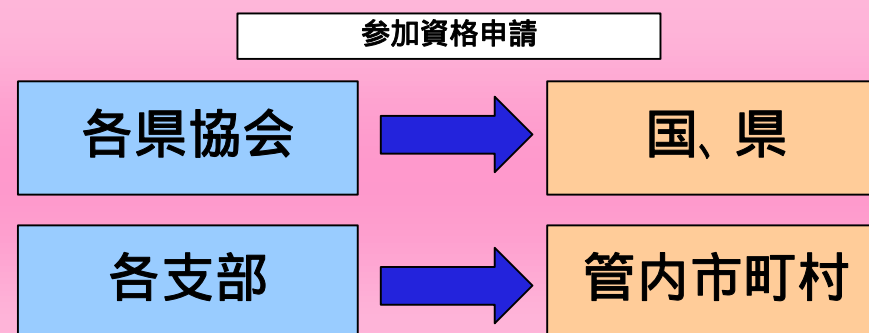 参加資格申請
各県協会
国、県
各支部
管内市町村